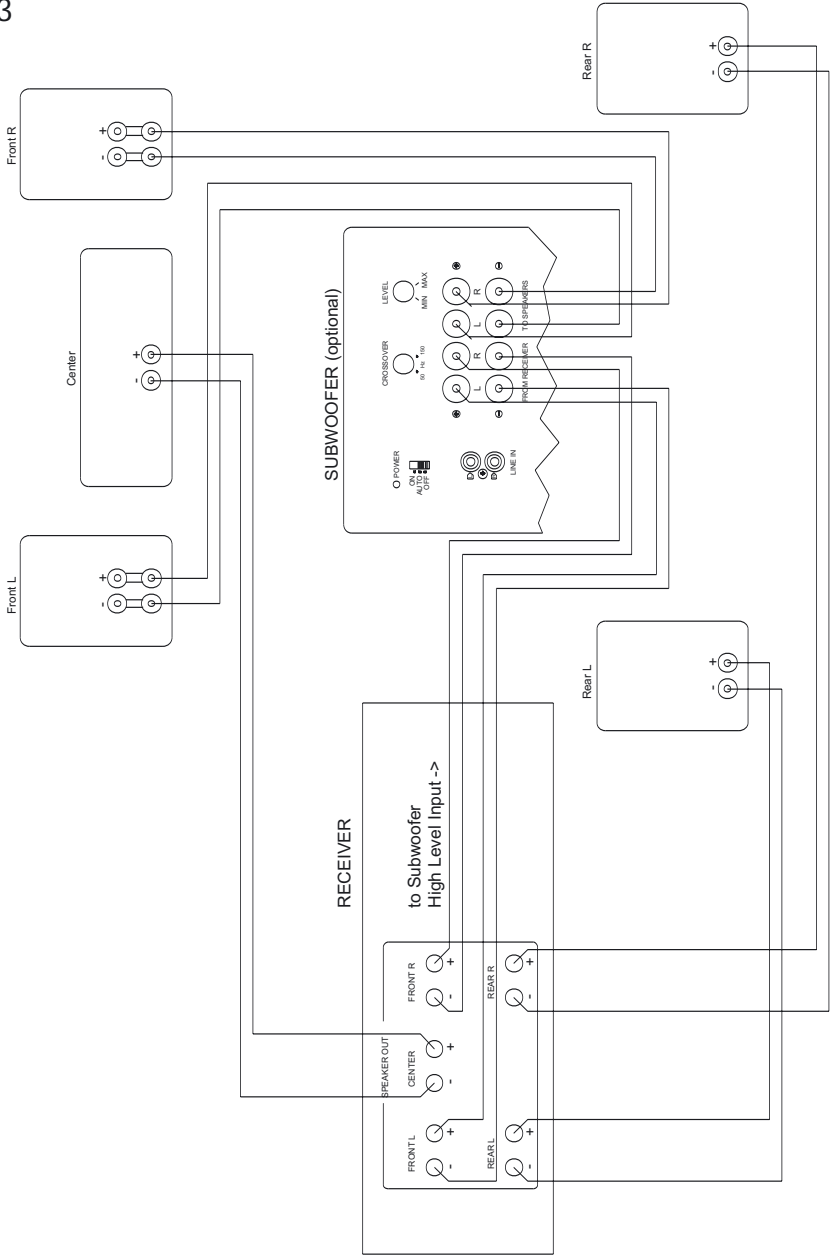 3
Front R
+
-
Center
+
-
Front L
+
-
Rear R
+
-
SUBWOOFER (optional)
POWER
ON
AUTO
OFF
CROSSOVER
50 Hz 150
LEVEL
MIN MAX
L R L R
FROM RECEIVER TO SPEAKERS
LINE IN
Rear L
+
-
RECEIVER
to Subwoofer
High Level Input ->
SPEAKER OUT
FRONT L CENTER FRONT R
- + - + - +
REAR L REAR R
- + - +